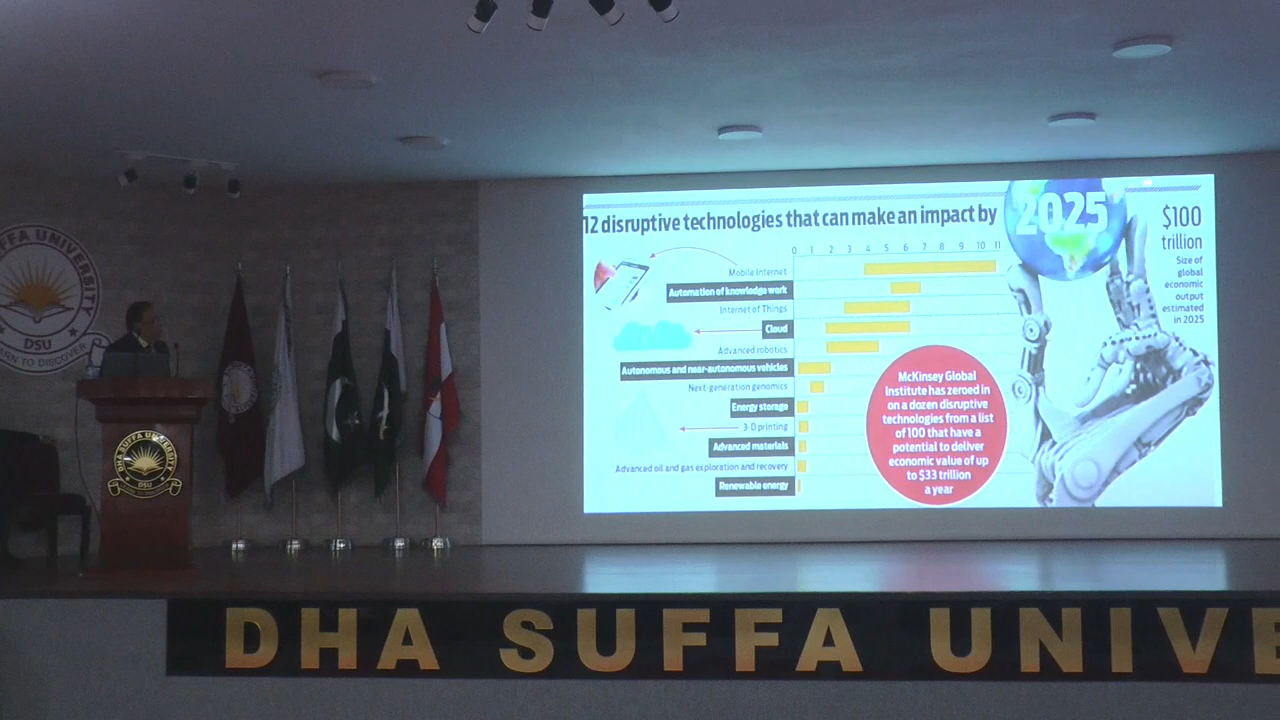 SUFFA UNIVERSITY
DSU
LEARN TO DISCOVER
DHA SUFFA UNIVERSITY
DSU
12 disruptive technologies that can make an impact by 2025
0 1 2 3 4 5 6 7 8 9 10 11
Mobile Internet
Automation of knowledge work
Internet of Things
Cloud
Advanced robotics
Autonomous and near-autonomous vehicles
Next-generation genomics
Energy storage
3-D printing
Advanced materials
Advanced oil and gas exploration and recovery
Renewable energy
McKinsey Global
Institute has zeroed in
on a dozen disruptive
technologies from a list
of 100 that have a
potential to deliver
economic value of up
to $33 trillion
a year
$100
trillion
Size of
global
economic
output
estimated
in 2025
DHA SUFFA UNIVE